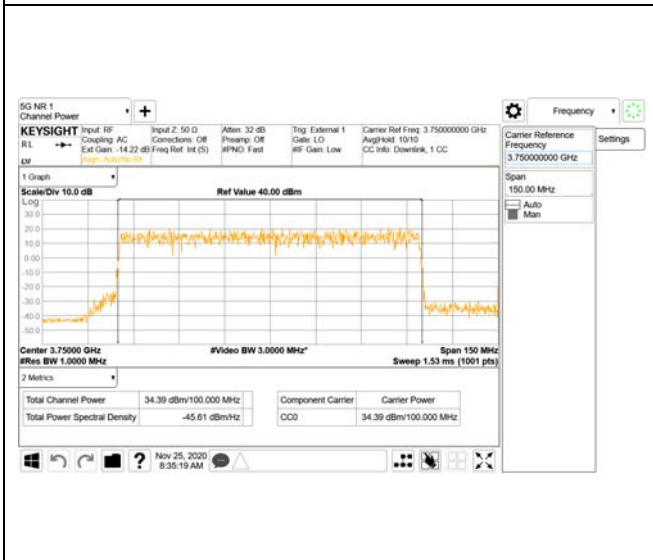 5G NR 1
Channel Power
Frequency
KEYSIGHT
RL
Input: RF
Coupling: AC
Ext Gain: -14.22 dB
Align: Auto/No RF
Input Z: 50 Ω
Corrections: Off
Freq Ref: Int (S)
Atten: 32 dB
Preamp: Off
#PNO: Fast
Trig: External 1
Gate: LO
#IF Gain: Low
Carrier Ref Freq: 3.750000000 GHz
Avg|Hold: 10/10
CC Info: Downlink, 1 CC
Carrier Reference
Frequency
3.750000000 GHz
Settings
Span
150.00 MHz
Auto
Man
1 Graph
Scale/Div 10.0 dB
Ref Value 40.00 dBm
Log
30.0
20.0
10.0
0.00
-10.0
-20.0
-30.0
-40.0
-50.0
Center 3.75000 GHz
#Res BW 1.0000 MHz
#Video BW 3.0000 MHz*
Span 150 MHz
Sweep 1.53 ms (1001 pts)
2 Metrics
Total Channel Power 34.39 dBm/100.000 MHz
Total Power Spectral Density -45.61 dBm/Hz
Component Carrier Carrier Power
CC0 34.39 dBm/100.000 MHz
?
Nov 25, 2020
8:35:19 AM